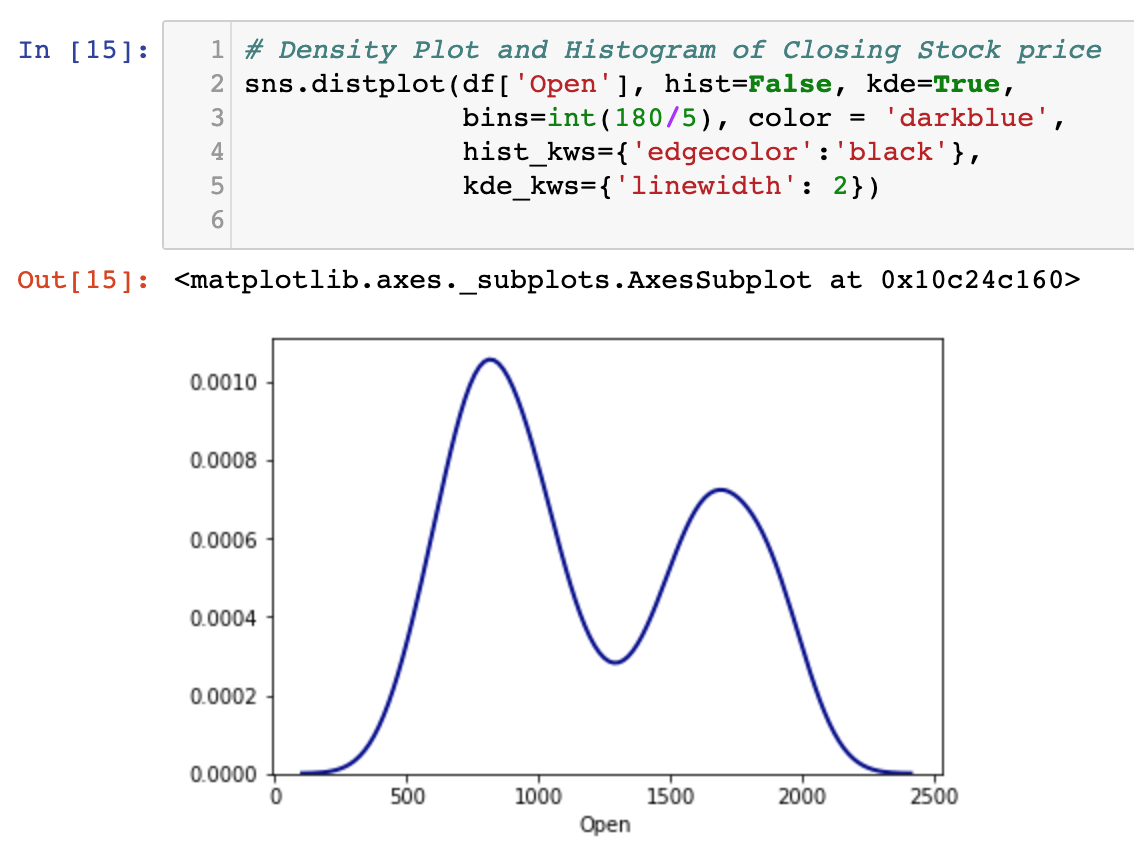 In [15]:
1 # Density Plot and Histogram of Closing Stock price
2 sns.distplot(df['Open'], hist=False, kde=True,
3 bins=int(180/5), color = 'darkblue',
4 hist_kws={'edgecolor':'black'},
5 kde_kws={'linewidth': 2})
6
Out[15]: <matplotlib.axes._subplots.AxesSubplot at 0x10c24c160>
0.0010
0.0008
0.0006
0.0004
0.0002
0.0000
0 500 1000 1500 2000 2500
Open